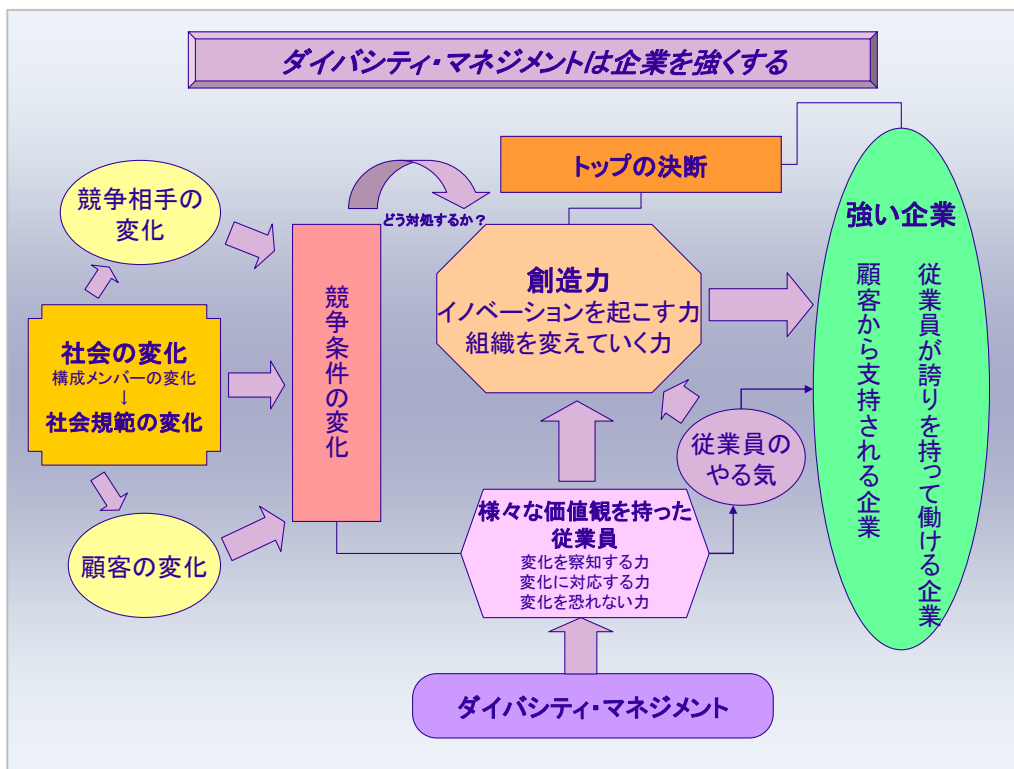 ダイバシティ・マネジメントは企業を強くする
トップの決断
競争相手の
変化
どう対処するか？
強い企業
従業員が誇りを持って働ける企業
顧客から支持される企業
競争条件の変化
創造力
イノベーションを起こす力
組織を変えていく力
社会の変化
構成メンバーの変化
↓
社会規範の変化
従業員の
やる気
様々な価値観を持った
従業員
変化を察知する力
変化に対応する力
変化を恐れない力
顧客の変化
ダイバシティ・マネジメント